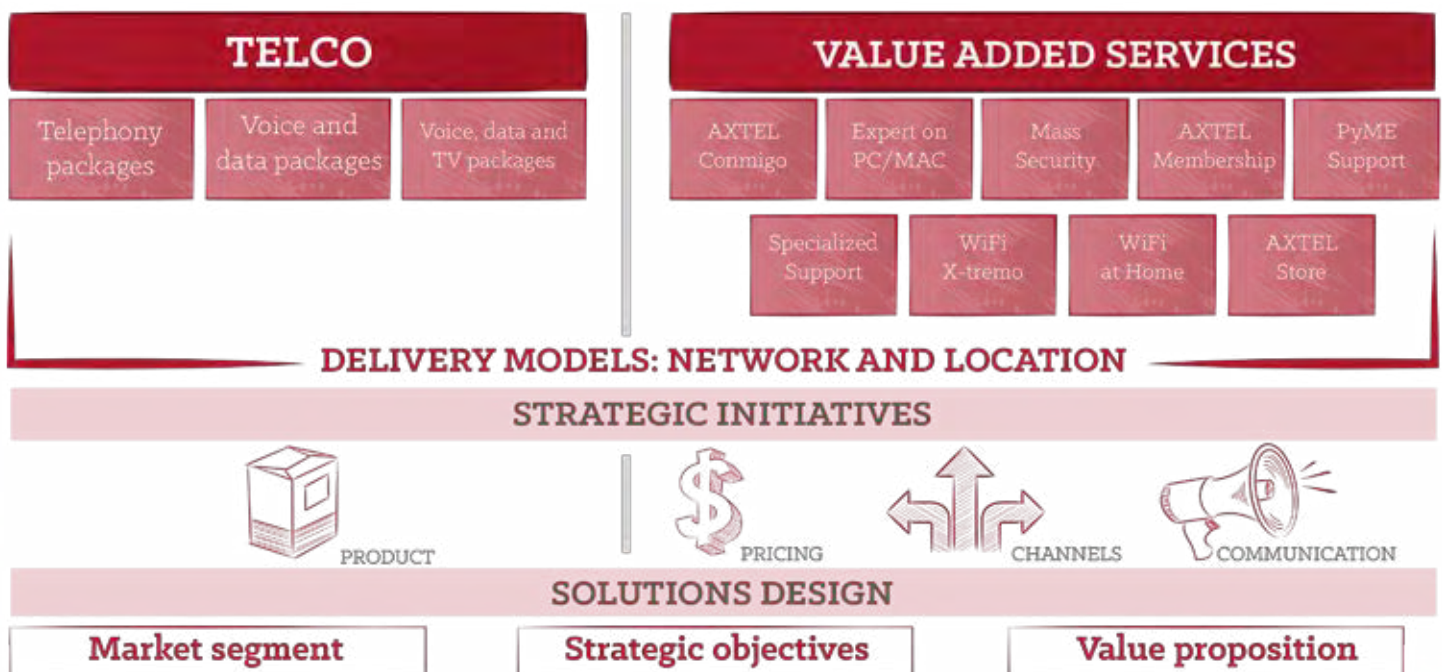 TELCO
VALUE ADDED SERVICES
Telephony
packages
Voice and
data packages
Voice, data and
TV packages
AXTEL
Conmigo
Expert on
PC/MAC
Mass
Security
AXTEL
Membership
PyME
Support
Specialized
Support
WiFi
X-tremo
WiFi
at Home
AXTEL
Store
DELIVERY MODELS: NETWORK AND LOCATION
STRATEGIC INITIATIVES
PRODUCT
PRICING
CHANNELS
COMMUNICATION
SOLUTIONS DESIGN
Market segment
Strategic objectives
Value proposition